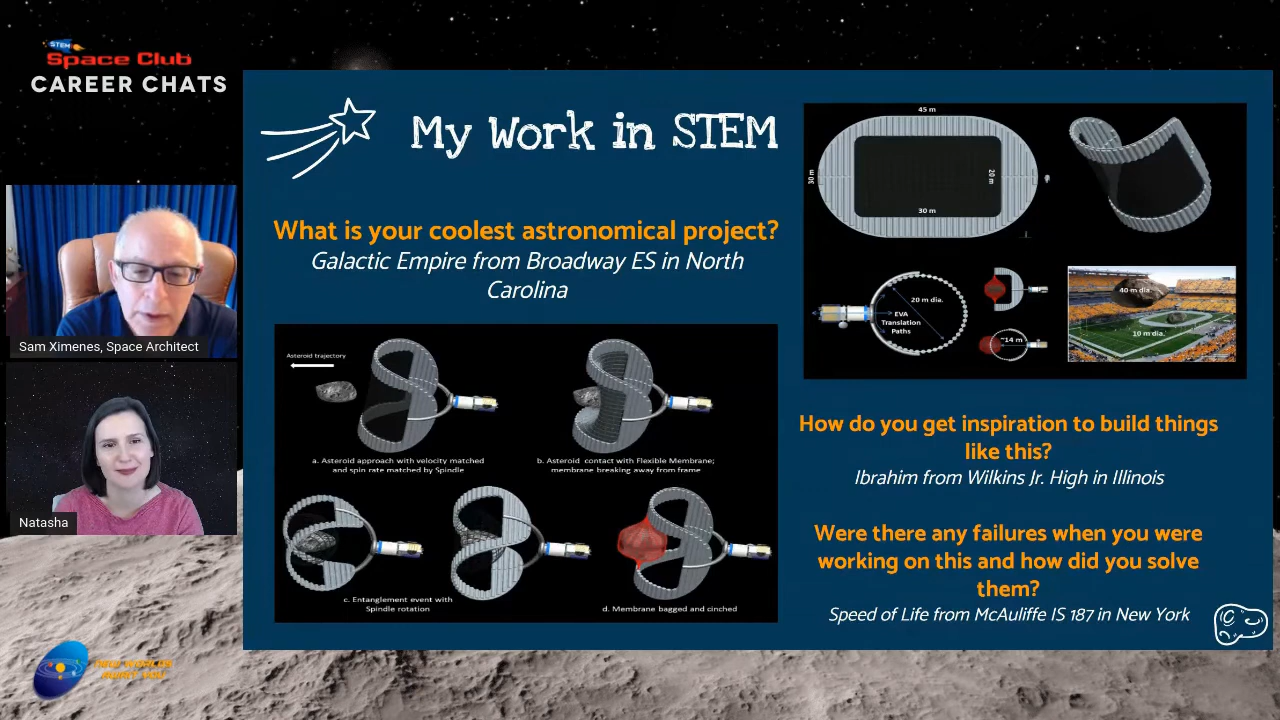 STEM
Space Club
CAREER CHATS
Sam Ximenes, Space Architect
Natasha
NEW WORLDS
AWAIT YOU
My Work in STEM
What is your coolest astronomical project?
Galactic Empire from Broadway ES in North
Carolina
Asteroid trajectory
a. Asteroid approach with velocity matched
and spin rate matched by Spindle
b. Asteroid contact with Flexible Membrane;
membrane breaking away from frame
c. Entanglement event with
Spindle rotation
d. Membrane bagged and cinched
45 m
30 m
20 m
30 m
20 m dia.
EVA
Translation
Paths
~14 m
40 m dia.
10 m dia.
How do you get inspiration to build things
like this?
Ibrahim from Wilkins Jr. High in Illinois
Were there any failures when you were
working on this and how did you solve
them?
Speed of Life from McAuliffe IS 187 in New York